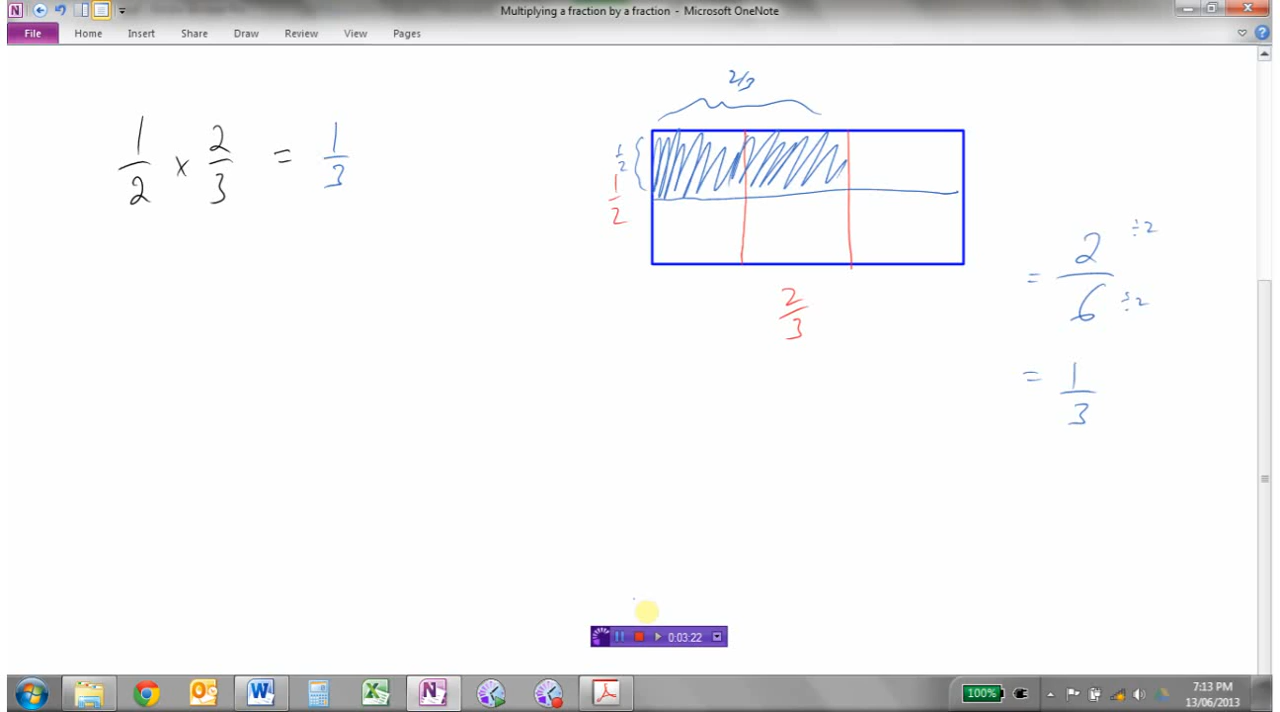 Multiplying a fraction by a fraction - Microsoft OneNote
File Home Insert Share Draw Review View Pages
1/2 × 2/3 = 1/3
2/3
1/2
1/2
2/3
= 2/6 ÷2 ÷2
= 1/3
0:03:22
100%
7:13 PM
13/06/2013